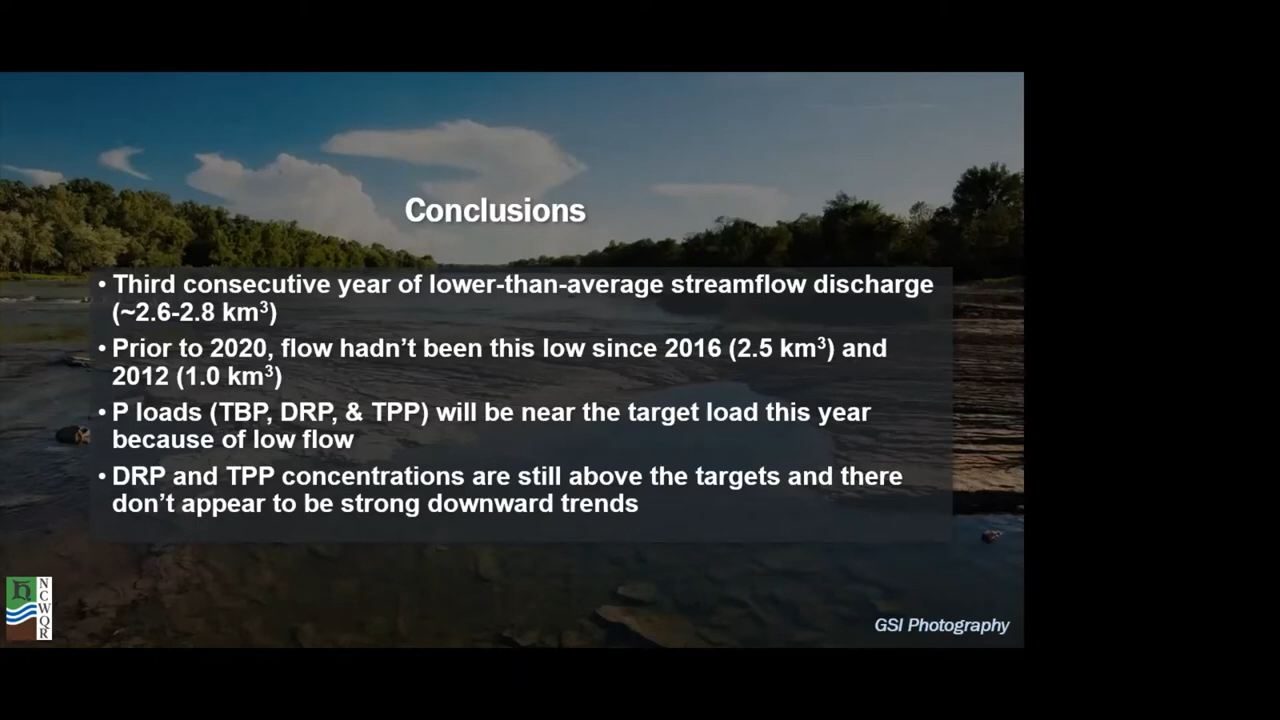 Conclusions
• Third consecutive year of lower-than-average streamflow discharge
(~2.6-2.8 km³)
• Prior to 2020, flow hadn’t been this low since 2016 (2.5 km³) and
2012 (1.0 km³)
• P loads (TBP, DRP, & TPP) will be near the target load this year
because of low flow
• DRP and TPP concentrations are still above the targets and there
don’t appear to be strong downward trends
NCWQR
GSI Photography